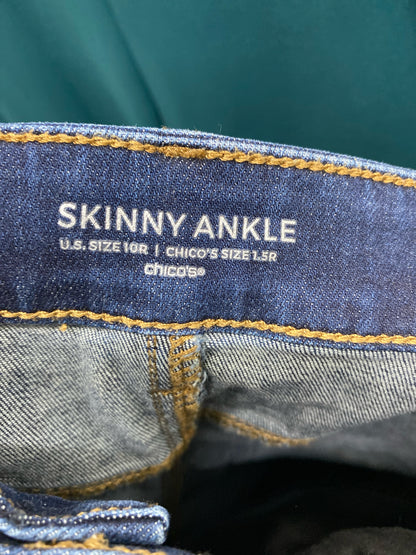 SKINNY ANKLE
U.S. SIZE 10R | CHICO'S SIZE 1.5R
chico's®